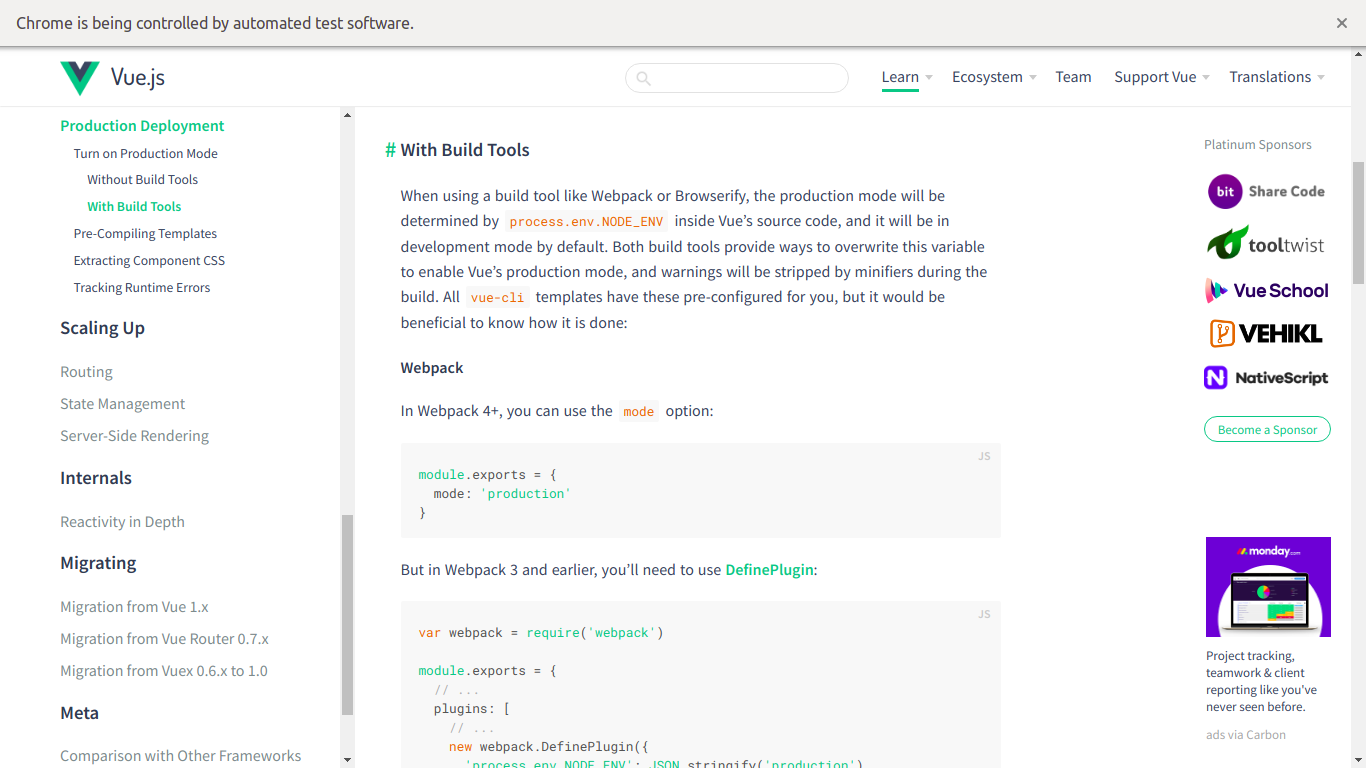 Chrome is being controlled by automated test software.
Vue.js
Learn
Ecosystem
Team
Support Vue
Translations
Production Deployment
Turn on Production Mode
Without Build Tools
With Build Tools
Pre-Compiling Templates
Extracting Component CSS
Tracking Runtime Errors
Scaling Up
Routing
State Management
Server-Side Rendering
Internals
Reactivity in Depth
Migrating
Migration from Vue 1.x
Migration from Vue Router 0.7.x
Migration from Vuex 0.6.x to 1.0
Meta
Comparison with Other Frameworks
# With Build Tools
When using a build tool like Webpack or Browserify, the production mode will be
determined by process.env.NODE_ENV inside Vue’s source code, and it will be in
development mode by default. Both build tools provide ways to overwrite this variable
to enable Vue’s production mode, and warnings will be stripped by minifiers during the
build. All vue-cli templates have these pre-configured for you, but it would be
beneficial to know how it is done:
Webpack
In Webpack 4+, you can use the mode option:
JS
module.exports = {
mode: 'production'
}
But in Webpack 3 and earlier, you’ll need to use DefinePlugin:
JS
var webpack = require('webpack')
module.exports = {
// ...
plugins: [
// ...
new webpack.DefinePlugin({
'process.env.NODE_ENV': JSON.stringify('production')
Platinum Sponsors
bit Share Code
tooltwist
Vue School
VEHIKL
NativeScript
Become a Sponsor
monday.com
Project tracking,
teamwork & client
reporting like you've
never seen before.
ads via Carbon